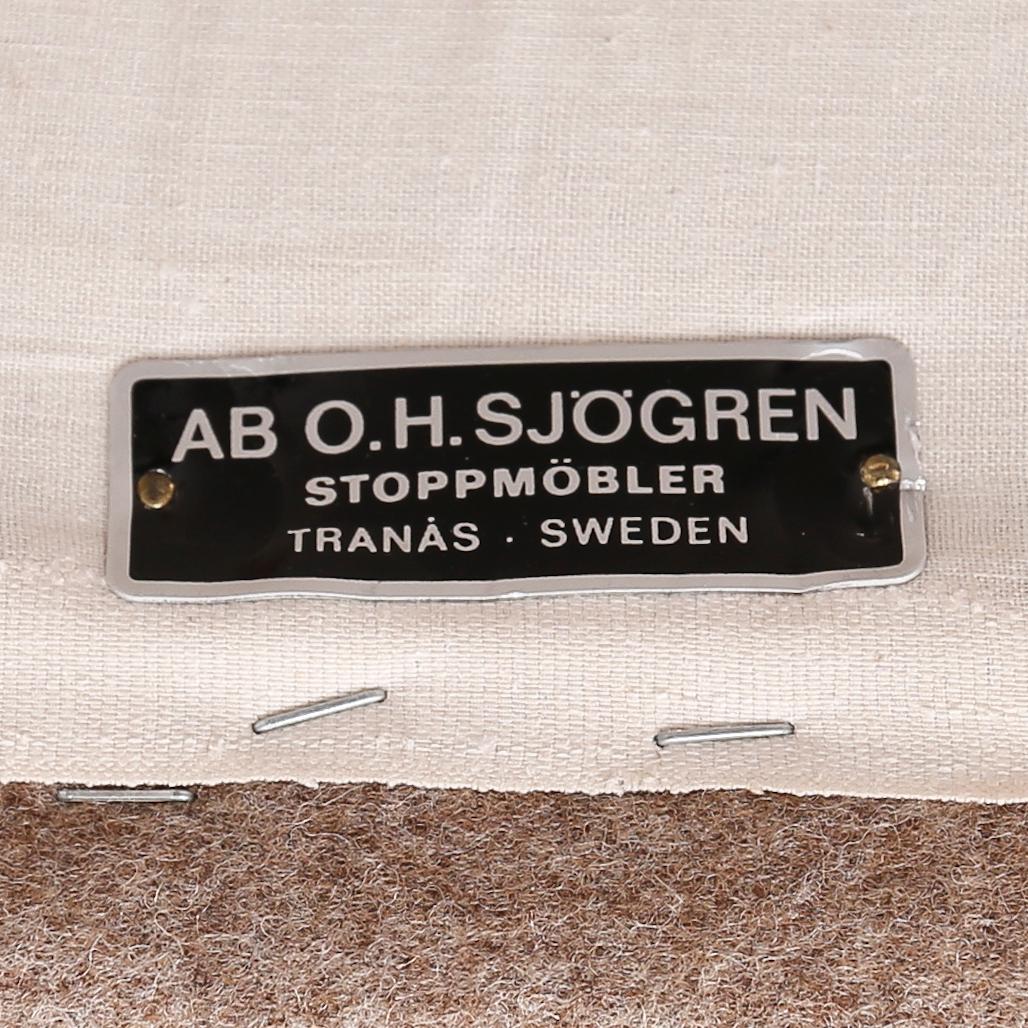 AB O.H. SJÖGREN
STOPPMÖBLER
TRANÅS · SWEDEN